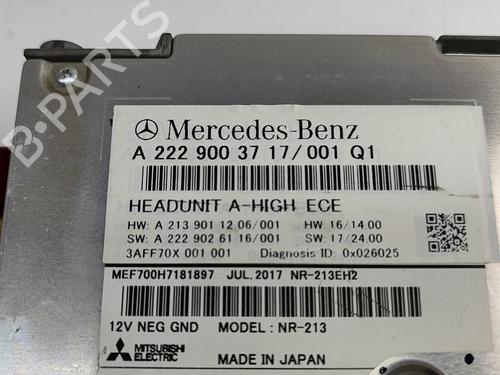 Mercedes-Benz
A 222 900 37 17/001 Q1
HEADUNIT A-HIGH ECE
HW: A 213 901 12 06/001 HW: 16/14.00
SW: A 222 902 61 16/001 SW: 17/24.00
3AFF70X 001 001 Diagnosis ID: 0x026025
MEF700H7181897 JUL.2017 NR-213EH2
12V NEG GND MODEL: NR-213
MITSUBISHI
ELECTRIC
MADE IN JAPAN
B-PARTS